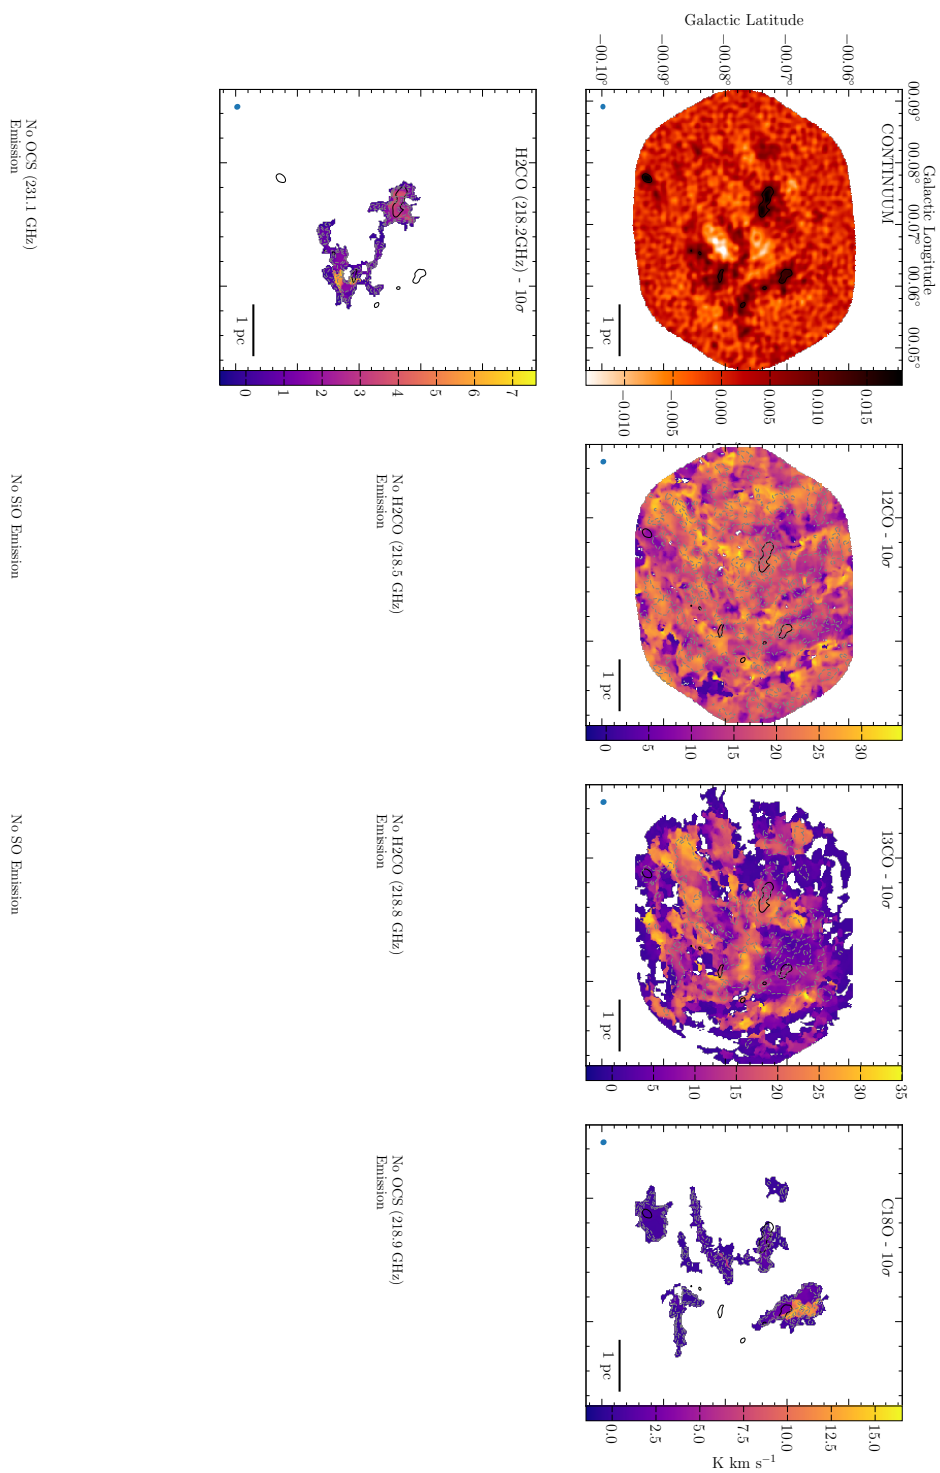 Galactic Longitude
00.09° 00.08° 00.07° 00.06° 00.05°
Galactic Latitude
−00.06°
−00.07°
−00.08°
−00.09°
−00.10°
CONTINUUM
1 pc
0.015
0.010
0.005
0.000
−0.005
−0.010
12CO - 10σ
1 pc
30
25
20
15
10
5
0
13CO - 10σ
1 pc
35
30
25
20
15
10
5
0
C18O - 10σ
1 pc
15.0
12.5
10.0
7.5
5.0
2.5
0.0
K km s⁻¹
H2CO (218.2GHz) - 10σ
1 pc
7
6
5
4
3
2
1
0
No H2CO (218.5 GHz)
Emission
No H2CO (218.8 GHz)
Emission
No OCS (218.9 GHz)
Emission
No OCS (231.1 GHz)
Emission
No SiO Emission
No SO Emission